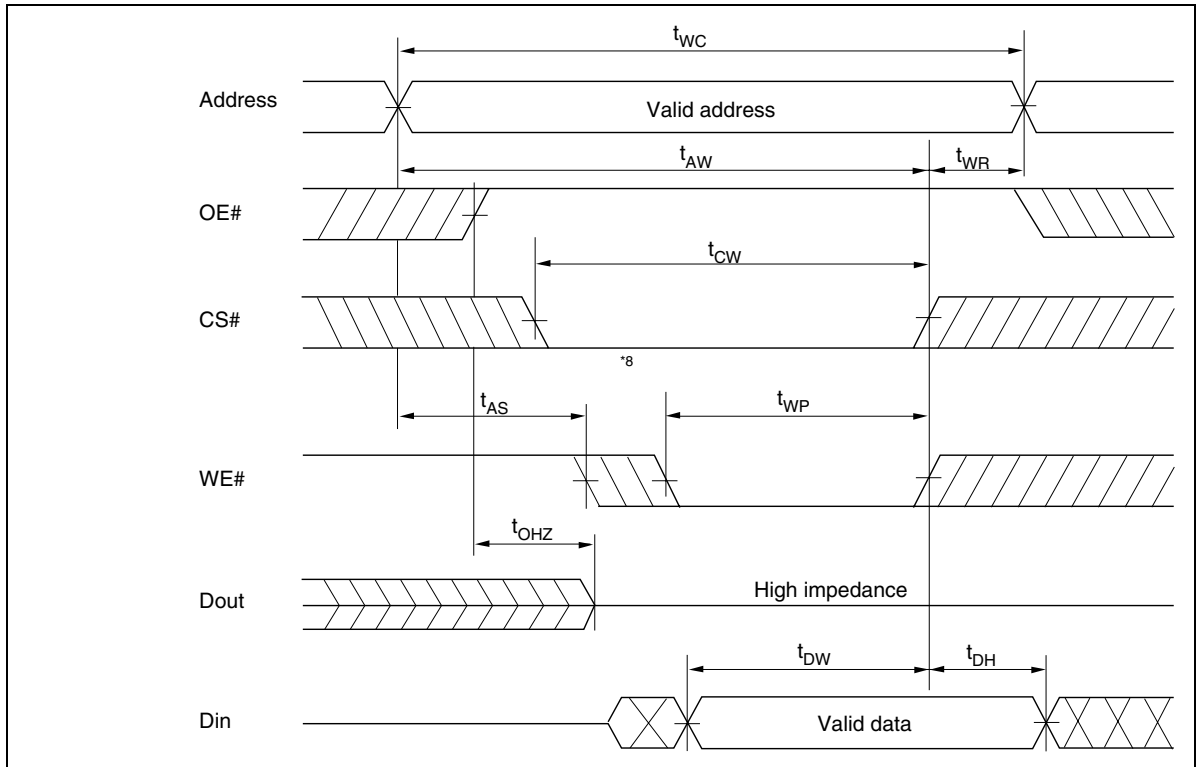 tWC
Address
Valid address
tAW
tWR
OE#
tCW
CS#
*8
tAS
tWP
WE#
tOHZ
Dout
High impedance
tDW
tDH
Din
Valid data